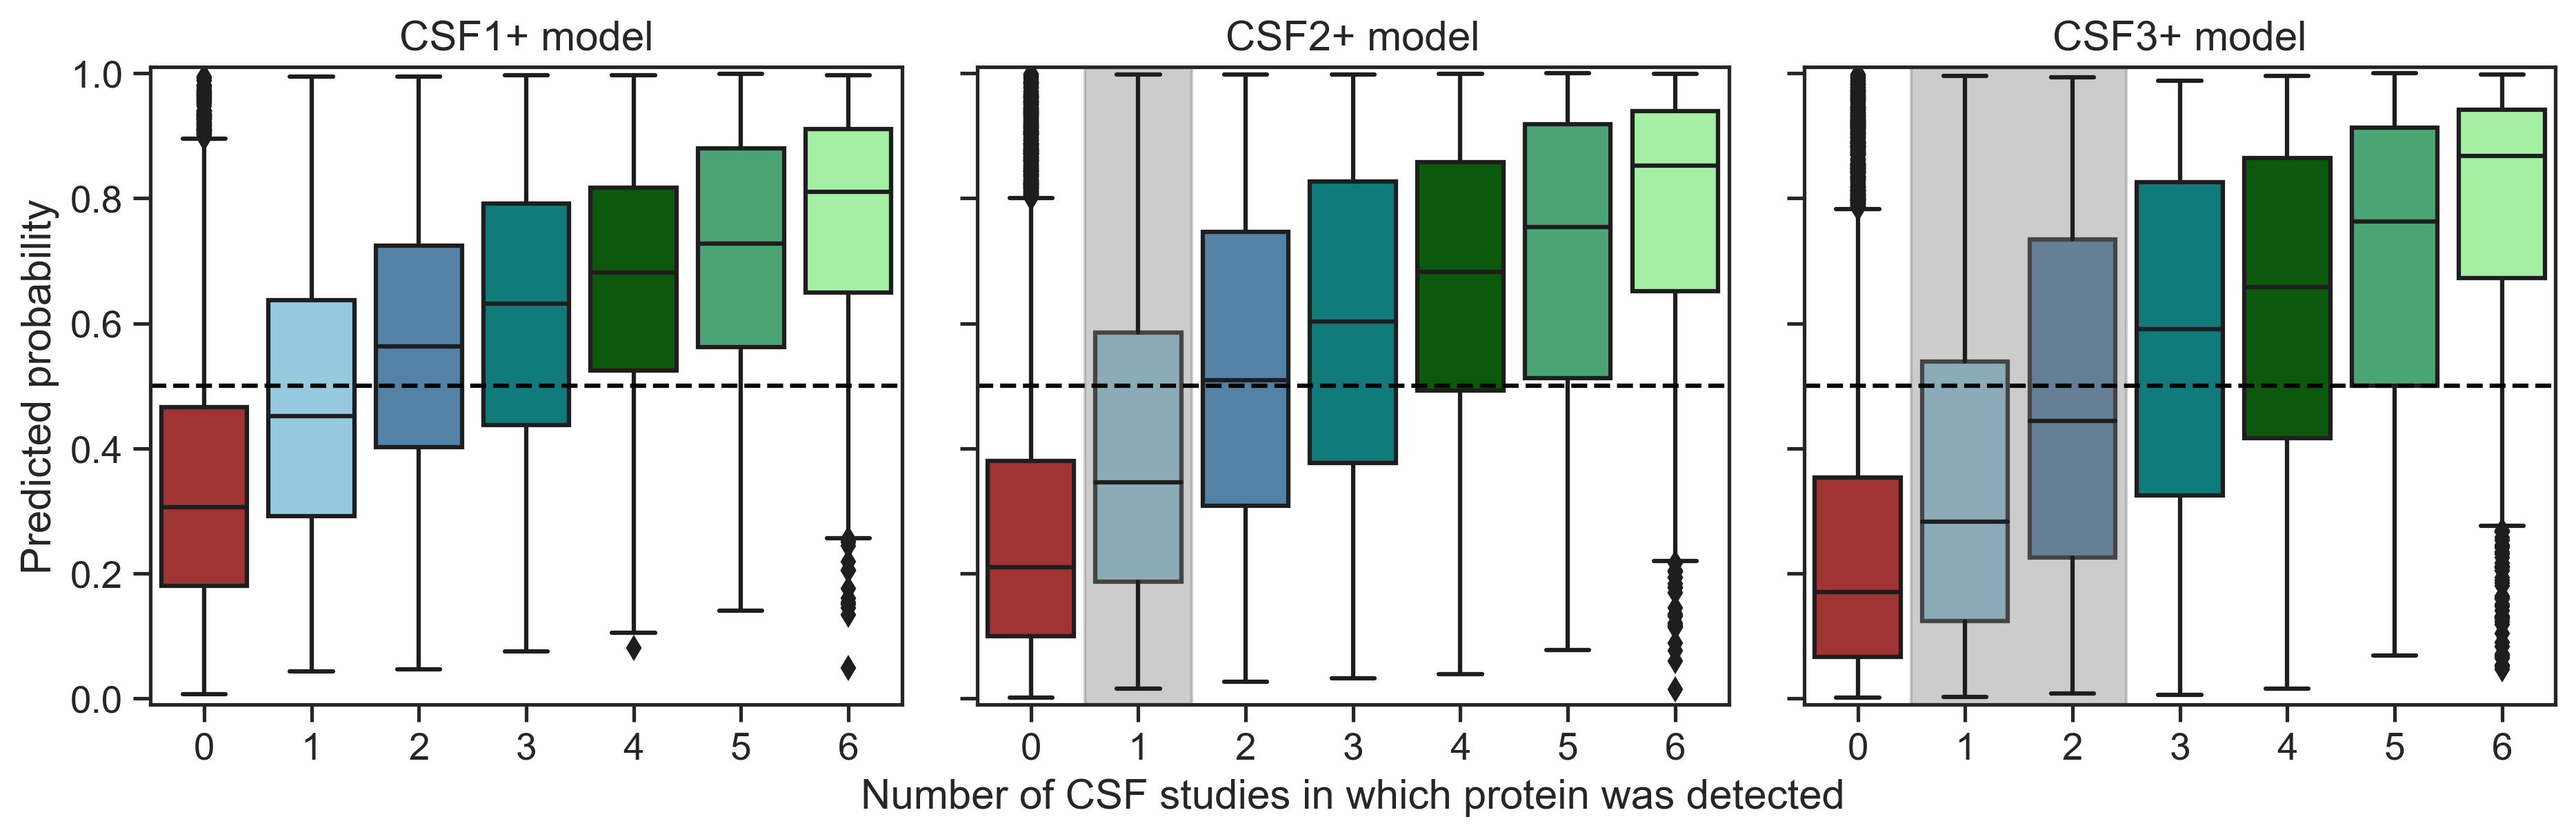 CSF1+ model
CSF2+ model
CSF3+ model
Predicted probability
1.0
0.8
0.6
0.4
0.2
0.0
0 1 2 3 4 5 6
0 1 2 3 4 5 6
0 1 2 3 4 5 6
Number of CSF studies in which protein was detected